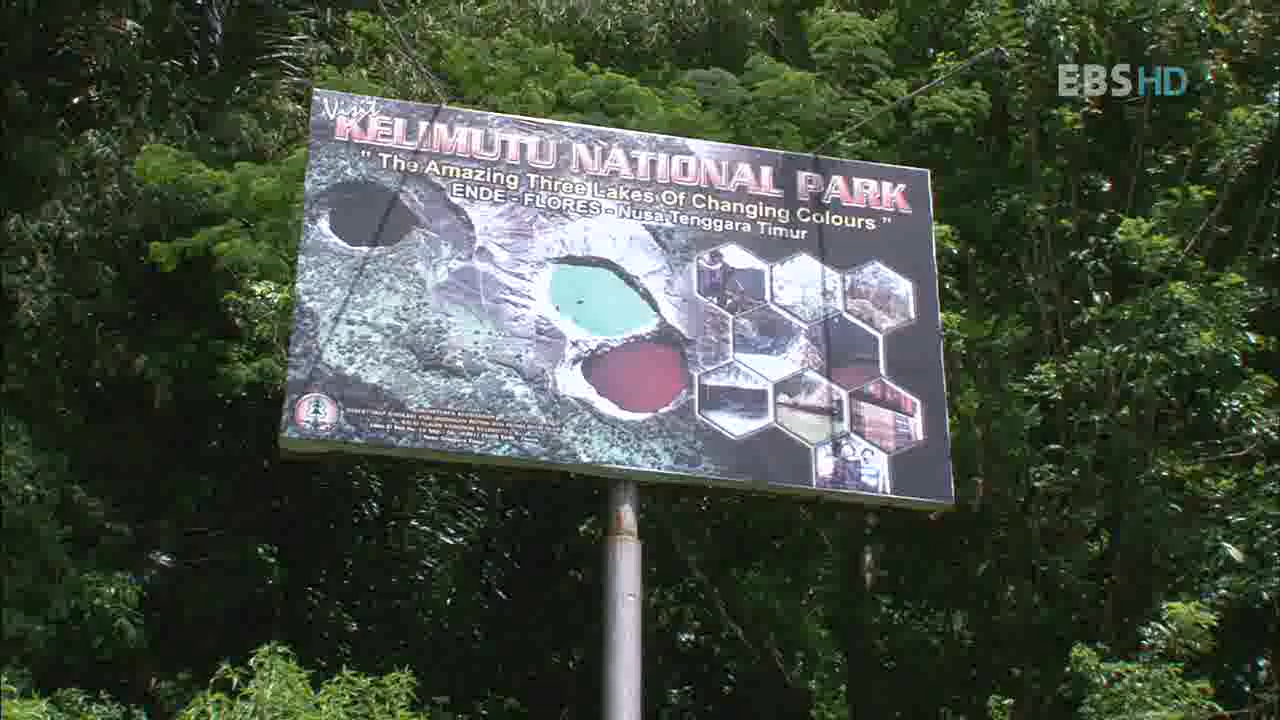 EBS HD
Visit
KELIMUTU NATIONAL PARK
" The Amazing Three Lakes Of Changing Colours "
ENDE - FLORES - Nusa Tenggara Timur